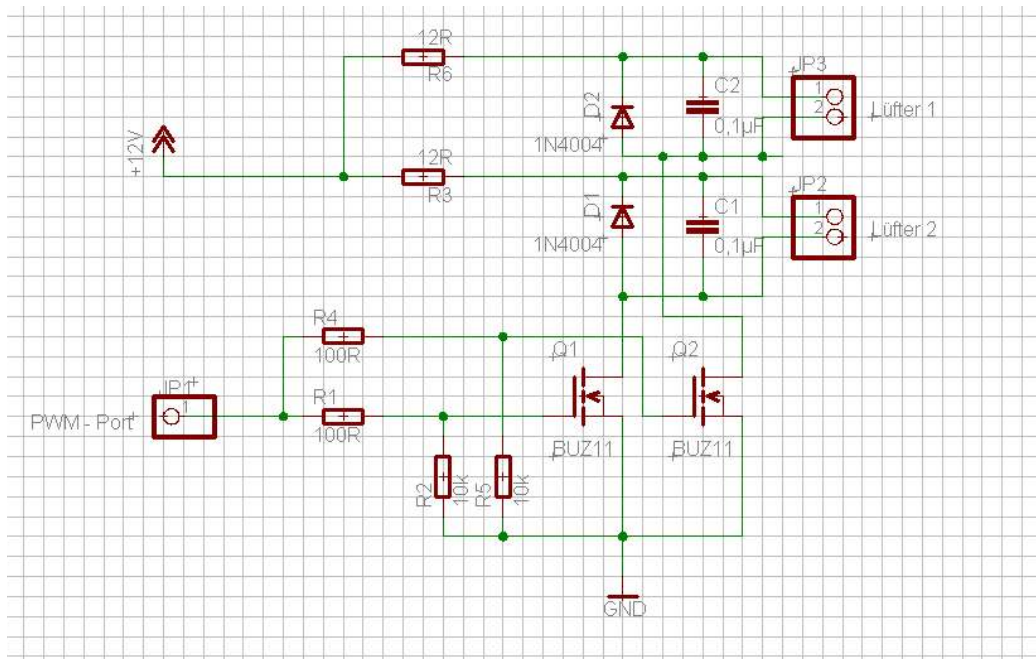 12R
R6
JP3
1
2
Lüfter 1
C2
0,1µF
D2
1N4004
+12V
12R
R3
JP2
1
2
Lüfter 2
C1
0,1µF
D1
1N4004
R4
100R
Q1
Q2
JP1
1
PWM - Port
R1
100R
BUZ11
BUZ11
R2
10k
R5
10k
GND